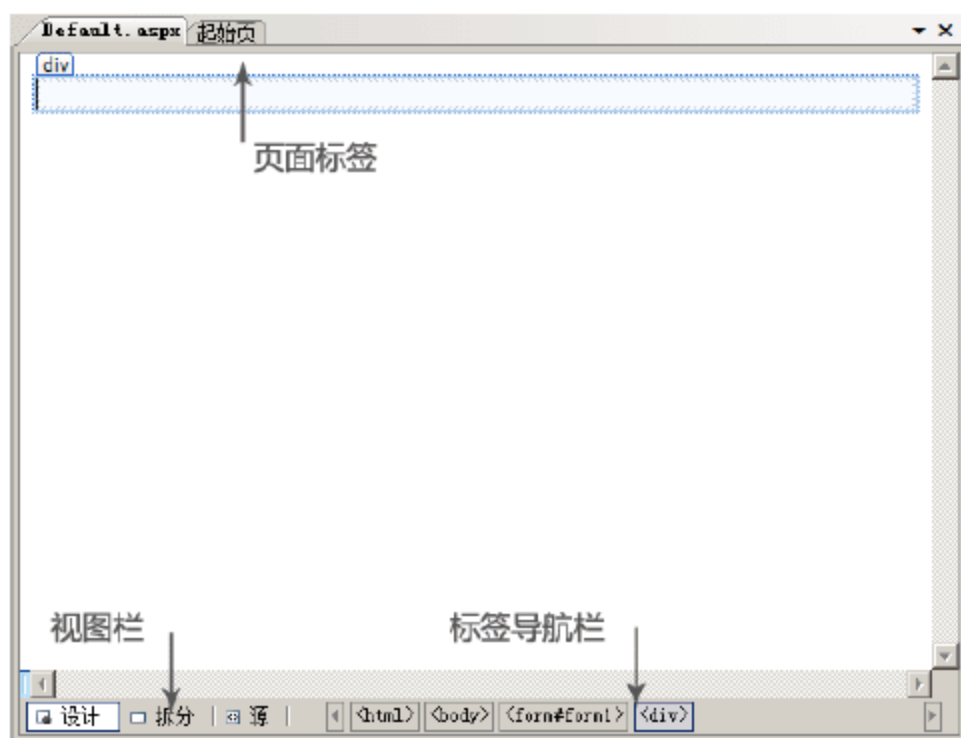 Default.aspx 起始页
div
页面标签
视图栏 标签导航栏
设计 拆分 源 <html> <body> <form#form1> <div>